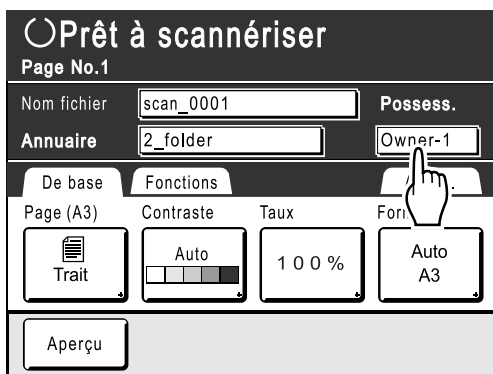 Prêt à scannériser
Page No.1
Nom fichier scan_0001 Possess.
Annuaire 2_folder Owner-1
De base Fonctions
Page (A3) Contraste Taux
Trait Auto 100% Auto
A3
Aperçu